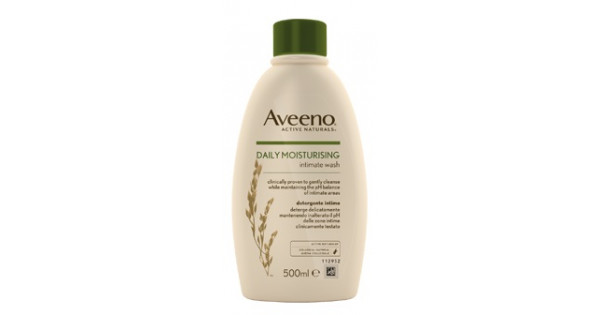 Aveeno.
ACTIVE NATURALS®
DAILY MOISTURISING
intimate wash
clinically proven to gently cleanse
while maintaining the pH balance
of intimate areas
detergente intimo
deterge delicatamente
mantenendo inalterato il pH
delle zone intime
clinicamente testato
500ml e